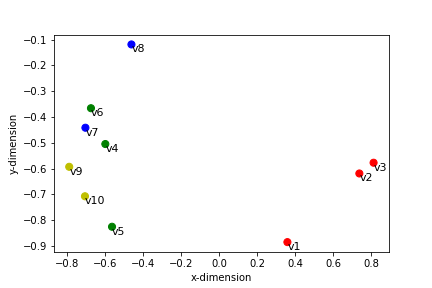 −0.1
v8
−0.2
−0.3
v6
−0.4
v7
−0.5
v4
−0.6
v9
v3
v2
−0.7
v10
−0.8
v5
−0.9
v1
y-dimension
−0.8 −0.6 −0.4 −0.2 0.0 0.2 0.4 0.6 0.8
x-dimension